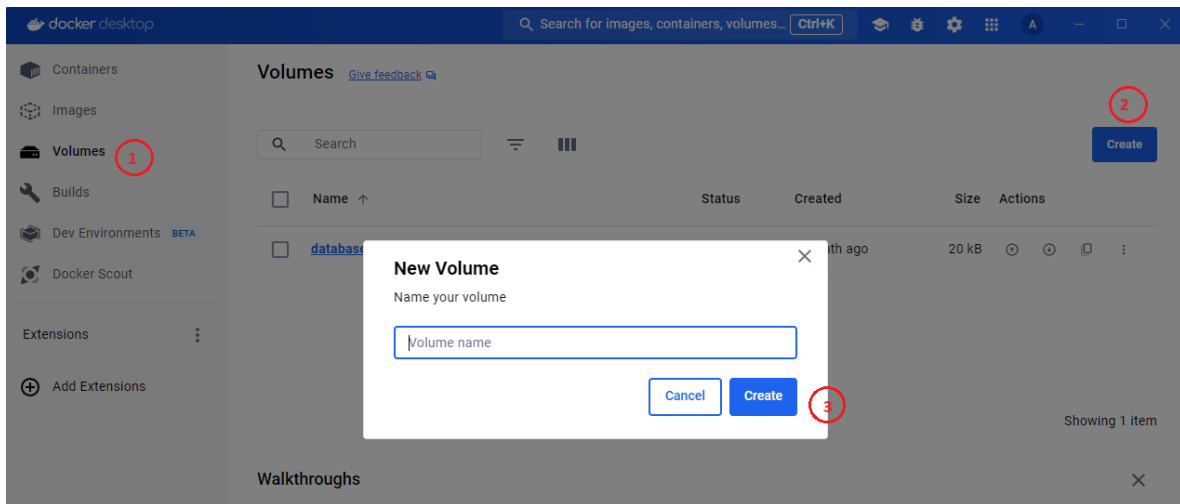 docker desktop Search for images, containers, volumes... Ctrl+K A
Containers
Images
Volumes 1
Builds
Dev Environments BETA
Docker Scout
Extensions
Add Extensions
Volumes Give feedback
2
Search Create
Name Status Created Size Actions
database th ago 20 kB
New Volume
Name your volume
Volume name
Cancel Create 3
Showing 1 item
Walkthroughs